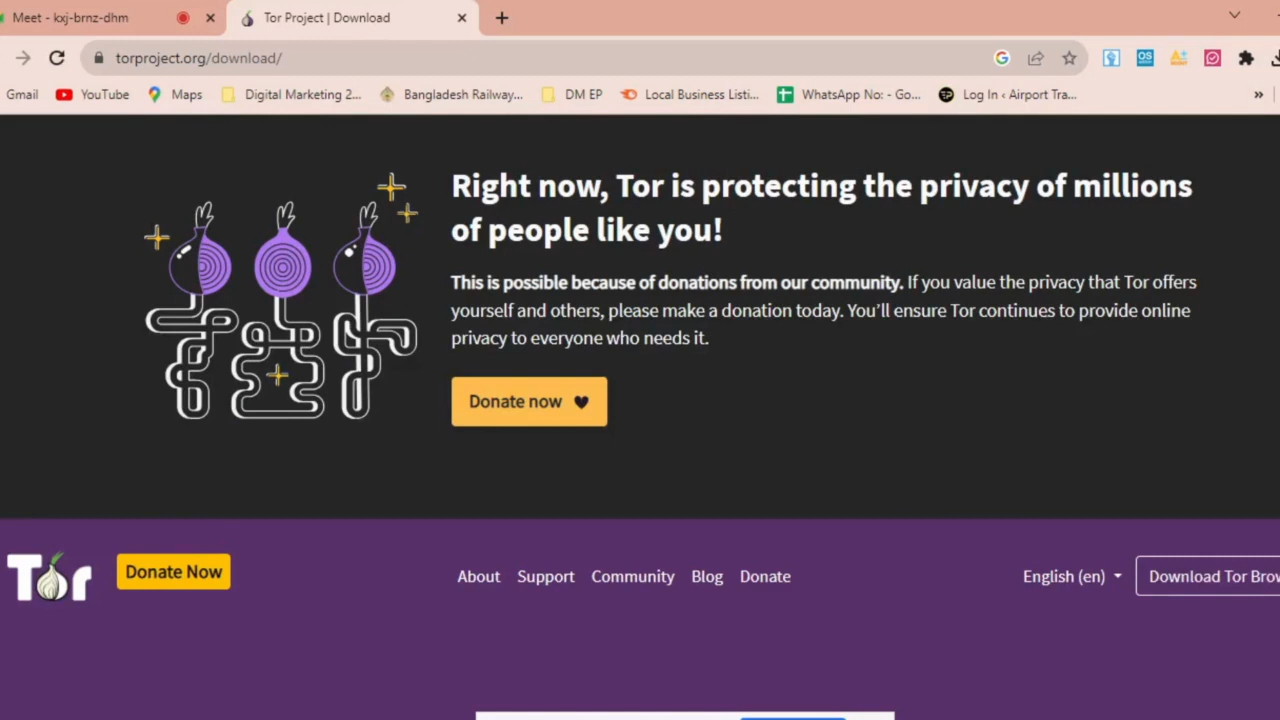 Meet - kxj-brnz-dhm
Tor Project | Download
torproject.org/download/
Gmail
YouTube
Maps
Digital Marketing 2...
Bangladesh Railway...
DM EP
Local Business Listi...
WhatsApp No: - Go...
Log In ‹ Airport Tra...
»
Right now, Tor is protecting the privacy of millions
of people like you!
This is possible because of donations from our community. If you value the privacy that Tor offers
yourself and others, please make a donation today. You’ll ensure Tor continues to provide online
privacy to everyone who needs it.
Donate now
Tor
Donate Now
About
Support
Community
Blog
Donate
English (en)
Download Tor Brow